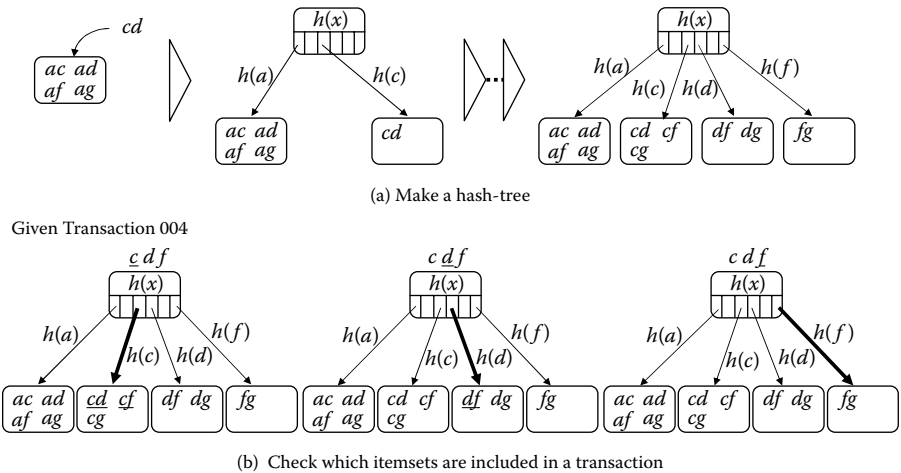 cd
ac ad
af ag
h(x)
h(a)
h(c)
ac ad
af ag
cd
h(x)
h(a)
h(c)
h(d)
h(f)
ac ad
af ag
cd cf
cg
df dg
fg
(a) Make a hash-tree
Given Transaction 004
c d f
h(x)
h(a)
h(c)
h(d)
h(f)
ac ad
af ag
cd cf
cg
df dg
fg
c d f
h(x)
h(a)
h(c)
h(d)
h(f)
ac ad
af ag
cd cf
cg
df dg
fg
c d f
h(x)
h(a)
h(c)
h(d)
h(f)
ac ad
af ag
cd cf
cg
df dg
fg
(b) Check which itemsets are included in a transaction